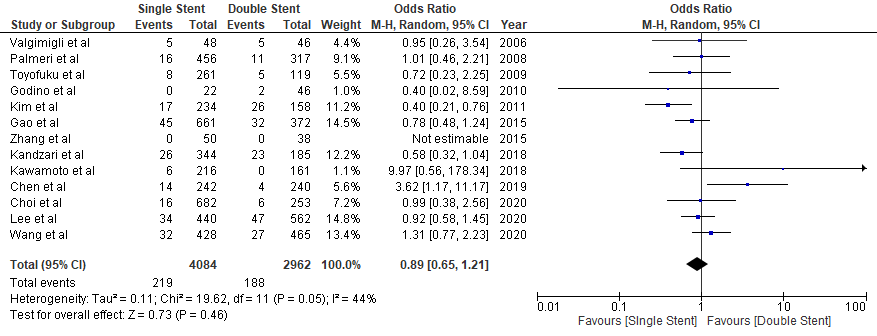 Single Stent Double Stent Odds Ratio Odds Ratio
Study or Subgroup Events Total Events Total Weight M-H, Random, 95% CI Year M-H, Random, 95% CI
Valgimigli et al 5 48 5 46 4.4% 0.95 [0.26, 3.54] 2006
Palmeri et al 16 456 11 317 10.1% 1.01 [0.46, 2.21] 2008
Toyofuku et al 8 261 5 119 5.7% 0.72 [0.23, 2.25] 2009
Godino et al 0 22 2 46 1.0% 0.40 [0.02, 8.59] 2010
Kim et al 17 234 26 158 11.2% 0.40 [0.21, 0.76] 2011
Gao et al 45 661 32 372 14.5% 0.78 [0.48, 1.24] 2015
Zhang et al 0 50 0 38 Not estimable 2015
Kandzari et al 26 344 23 185 12.2% 0.58 [0.32, 1.04] 2018
Kawamoto et al 6 216 0 161 1.1% 9.97 [0.56, 178.34] 2018
Chen et al 14 242 4 240 5.6% 3.62 [1.17, 11.17] 2019
Choi et al 16 682 6 253 7.2% 0.99 [0.38, 2.56] 2020
Lee et al 34 440 47 562 14.8% 0.92 [0.58, 1.45] 2020
Wang et al 32 428 27 465 13.4% 1.31 [0.77, 2.23] 2020
Total (95% CI) 4084 2962 100.0% 0.89 [0.65, 1.21]
Total events 219 188
Heterogeneity: Tau² = 0.11; Chi² = 19.62, df = 11 (P = 0.05); I² = 44%
Test for overall effect: Z = 0.73 (P = 0.46)
0.01 0.1 1 10 100
Favours [SIngle Stent] Favours [Double Stent]